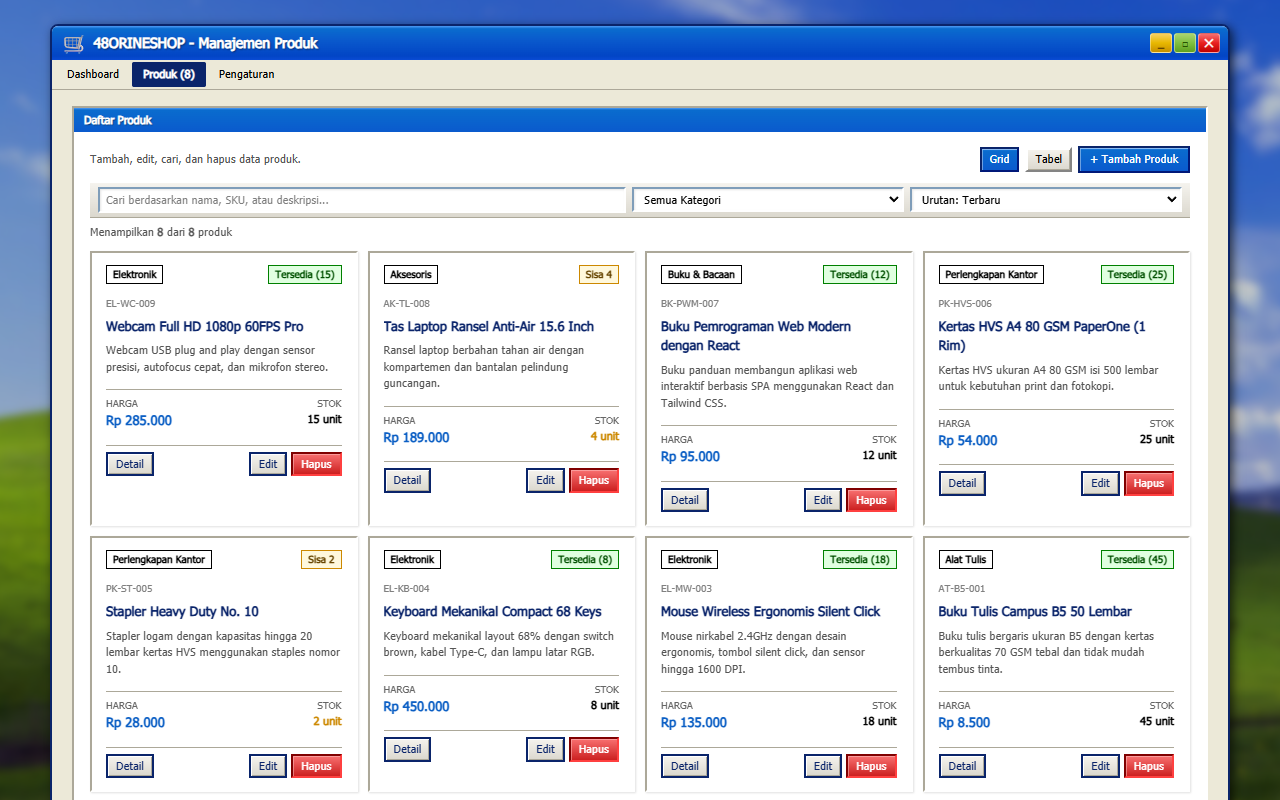 48ORINESHOP - Manajemen Produk
Dashboard
Produk (8)
Pengaturan
Daftar Produk
Tambah, edit, cari, dan hapus data produk.
Grid
Tabel
+ Tambah Produk
Cari berdasarkan nama, SKU, atau deskripsi...
Semua Kategori
Urutan: Terbaru
Menampilkan 8 dari 8 produk
Elektronik
Tersedia (15)
EL-WC-009
Webcam Full HD 1080p 60FPS Pro
Webcam USB plug and play dengan sensor
presisi, autofocus cepat, dan mikrofon stereo.
HARGA
STOK
Rp 285.000
15 unit
Detail
Edit
Hapus
Aksesoris
Sisa 4
AK-TL-008
Tas Laptop Ransel Anti-Air 15.6 Inch
Ransel laptop berbahan tahan air dengan
kompartemen dan bantalan pelindung
guncangan.
HARGA
STOK
Rp 189.000
4 unit
Detail
Edit
Hapus
Buku & Bacaan
Tersedia (12)
BK-PWM-007
Buku Pemrograman Web Modern
dengan React
Buku panduan membangun aplikasi web
interaktif berbasis SPA menggunakan React dan
Tailwind CSS.
HARGA
STOK
Rp 95.000
12 unit
Detail
Edit
Hapus
Perlengkapan Kantor
Tersedia (25)
PK-HVS-006
Kertas HVS A4 80 GSM PaperOne (1
Rim)
Kertas HVS ukuran A4 80 GSM isi 500 lembar
untuk kebutuhan print dan fotokopi.
HARGA
STOK
Rp 54.000
25 unit
Detail
Edit
Hapus
Perlengkapan Kantor
Sisa 2
PK-ST-005
Stapler Heavy Duty No. 10
Stapler logam dengan kapasitas hingga 20
lembar kertas HVS menggunakan staples nomor
10.
HARGA
STOK
Rp 28.000
2 unit
Detail
Edit
Hapus
Elektronik
Tersedia (8)
EL-KB-004
Keyboard Mekanikal Compact 68 Keys
Keyboard mekanikal layout 68% dengan switch
brown, kabel Type-C, dan lampu latar RGB.
HARGA
STOK
Rp 450.000
8 unit
Detail
Edit
Hapus
Elektronik
Tersedia (18)
EL-MW-003
Mouse Wireless Ergonomis Silent Click
Mouse nirkabel 2.4GHz dengan desain
ergonomis, tombol silent click, dan sensor
hingga 1600 DPI.
HARGA
STOK
Rp 135.000
18 unit
Detail
Edit
Hapus
Alat Tulis
Tersedia (45)
AT-B5-001
Buku Tulis Campus B5 50 Lembar
Buku tulis bergaris ukuran B5 dengan kertas
berkualitas 70 GSM tebal dan tidak mudah
tembus tinta.
HARGA
STOK
Rp 8.500
45 unit
Detail
Edit
Hapus